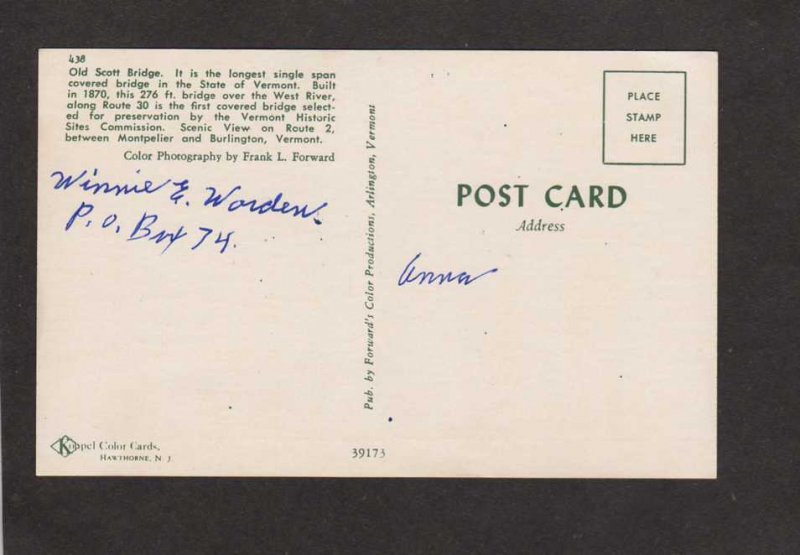 438
Old Scott Bridge. It is the longest single span
covered bridge in the State of Vermont. Built
in 1870, this 276 ft. bridge over the West River,
along Route 30 is the first covered bridge select-
ed for preservation by the Vermont Historic
Sites Commission. Scenic View on Route 2,
between Montpelier and Burlington, Vermont.
Color Photography by Frank L. Forward
Winnie E. Worden.
P.O. Box 74.
Koppel Color Cards,
HAWTHORNE, N. J.
Pub. by Forward's Color Productions, Arlington, Vermont
39173
PLACE
STAMP
HERE
POST CARD
Address
Anna